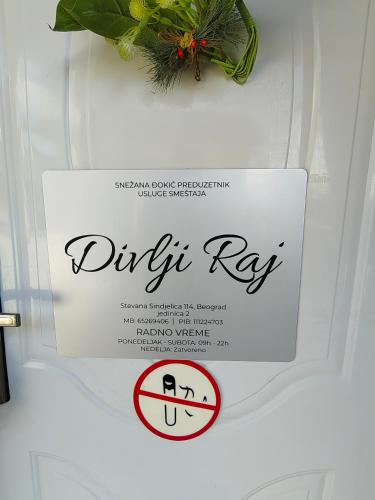 SNEŽANA ĐOKIĆ PREDUZETNIK
USLUGE SMEŠTAJA
Divlji Raj
Stevana Sindjelica 114, Beograd
jedinica 2
MB: 65269406 | PIB: 111224703
RADNO VREME
PONEDELJAK - SUBOTA: 09h - 22h
NEDELJA: Zatvoreno